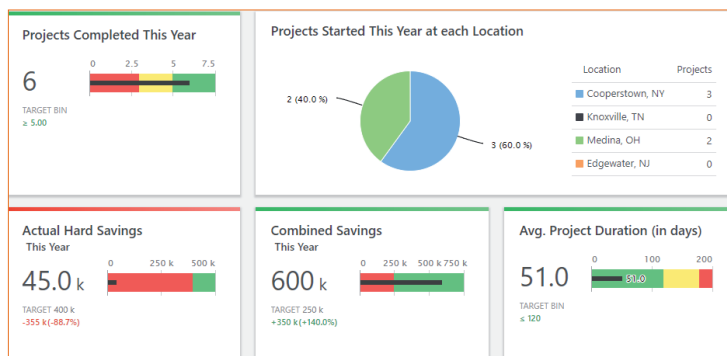 Projects Completed This Year
6
0 2.5 5 7.5
TARGET BIN
≥ 5.00
Projects Started This Year at each Location
2 (40.0 %)
3 (60.0 %)
Location Projects
Cooperstown, NY 3
Knoxville, TN 0
Medina, OH 2
Edgewater, NJ 0
Actual Hard Savings
This Year
45.0 k
0 250 k 500 k
TARGET 400 k
-355 k(-88.7%)
Combined Savings
This Year
600 k
0 250 k 500 k 750 k
TARGET 250 k
+350 k(+140.0%)
Avg. Project Duration (in days)
51.0
0 100 200
51.0
TARGET BIN
≤ 120